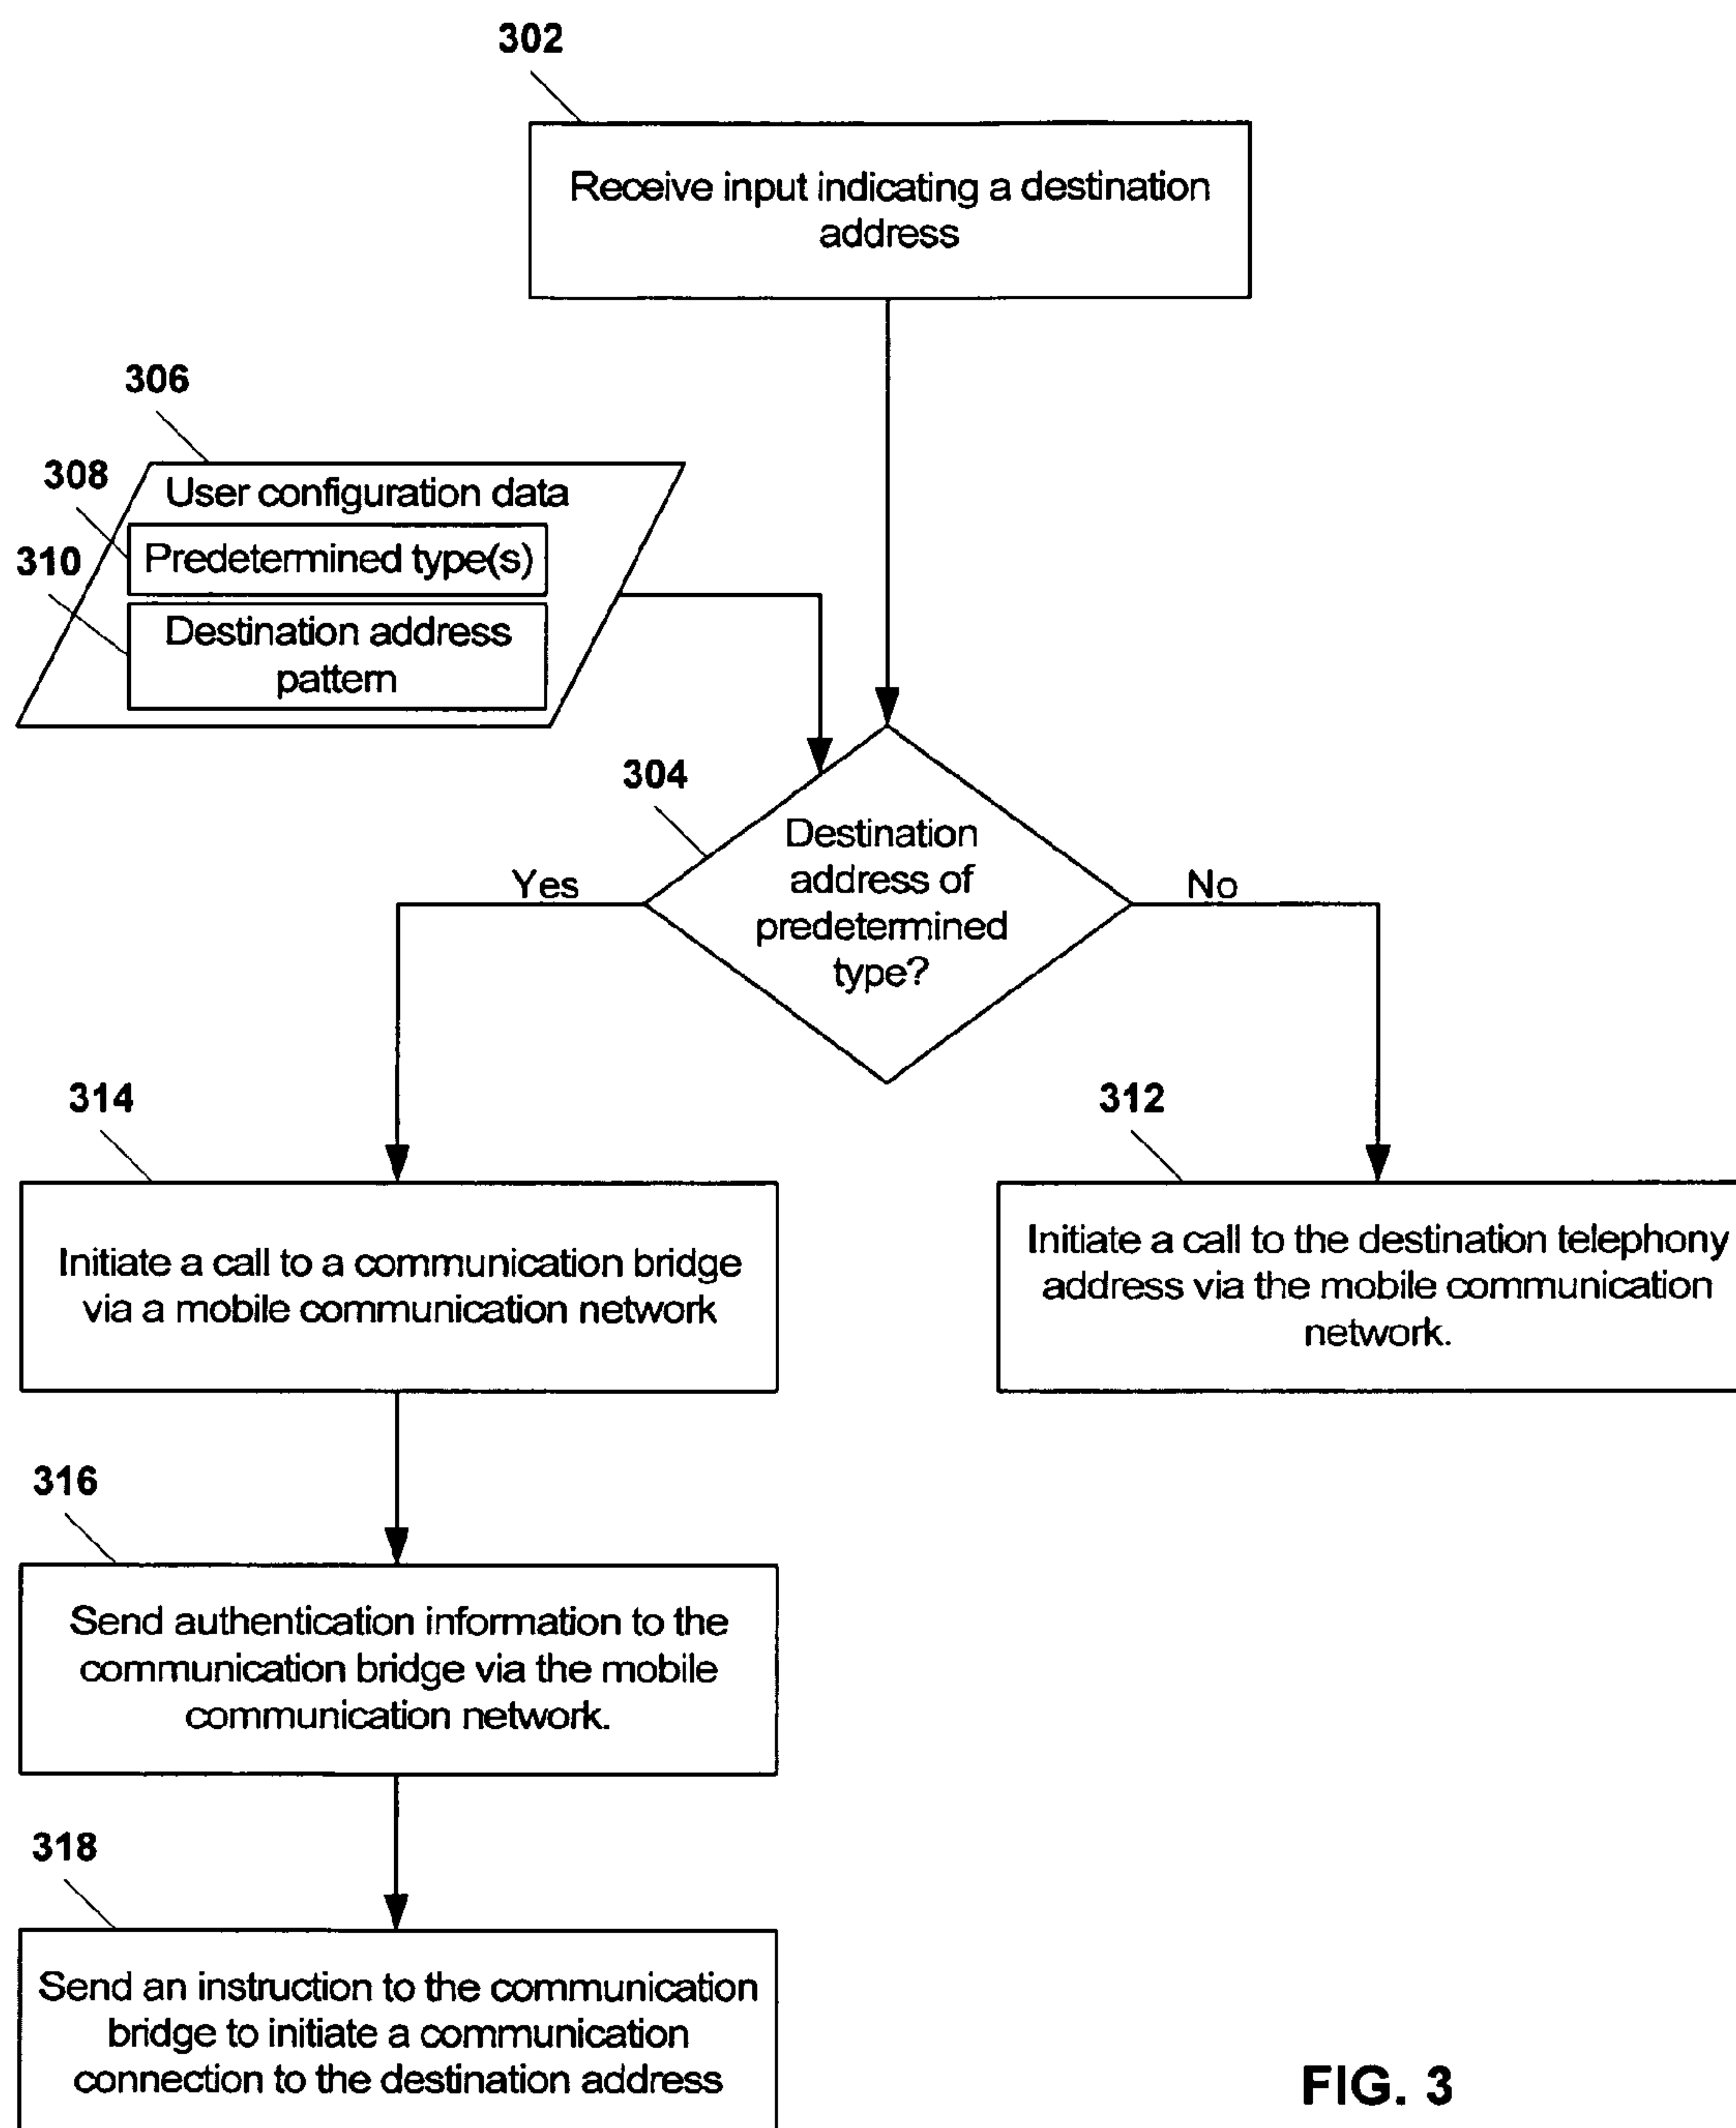 302
Receive input indicating a destination
address
306
308
User configuration data
310
Predetermined type(s)
Destination address
pattern
304
Destination
address of
predetermined
type?
Yes
No
314
312
Initiate a call to a communication bridge
via a mobile communication network
Initiate a call to the destination telephony
address via the mobile communication
network.
316
Send authentication information to the
communication bridge via the mobile
communication network.
318
Send an instruction to the communication
bridge to initiate a communication
connection to the destination address
FIG. 3